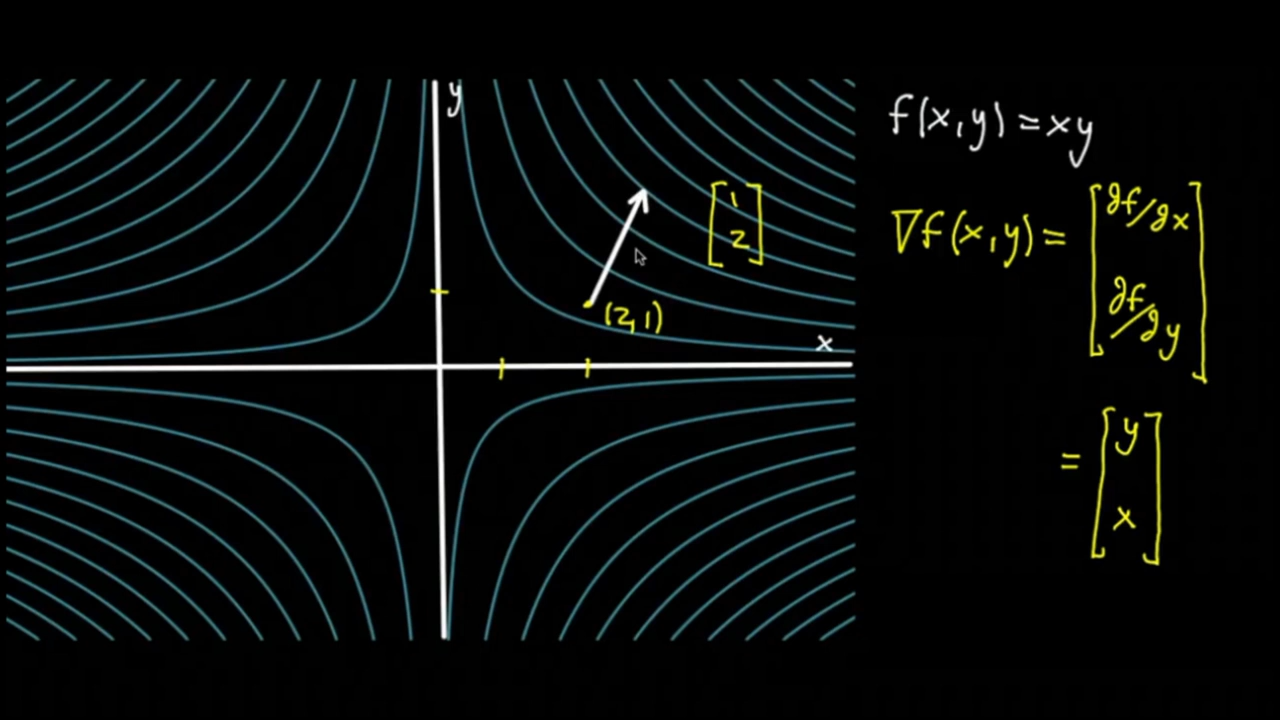 y
f(x,y) = xy
∇f(x,y) = [∂f/∂x
∂f/∂y]
[1
2]
(2,1)
x
= [y
x]